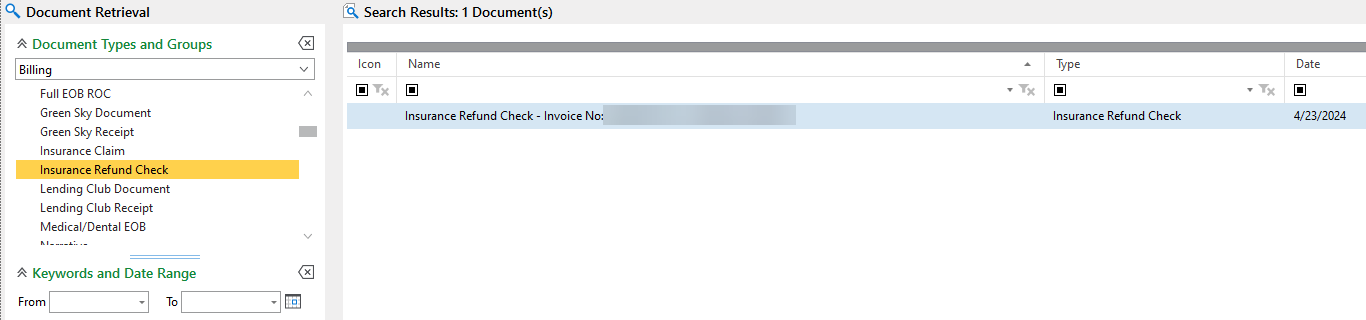 Document Retrieval
Document Types and Groups
Billing
Full EOB ROC
Green Sky Document
Green Sky Receipt
Insurance Claim
Insurance Refund Check
Lending Club Document
Lending Club Receipt
Medical/Dental EOB
Keywords and Date Range
From To
Search Results: 1 Document(s)
Icon Name Type Date
Insurance Refund Check - Invoice No: Insurance Refund Check 4/23/2024